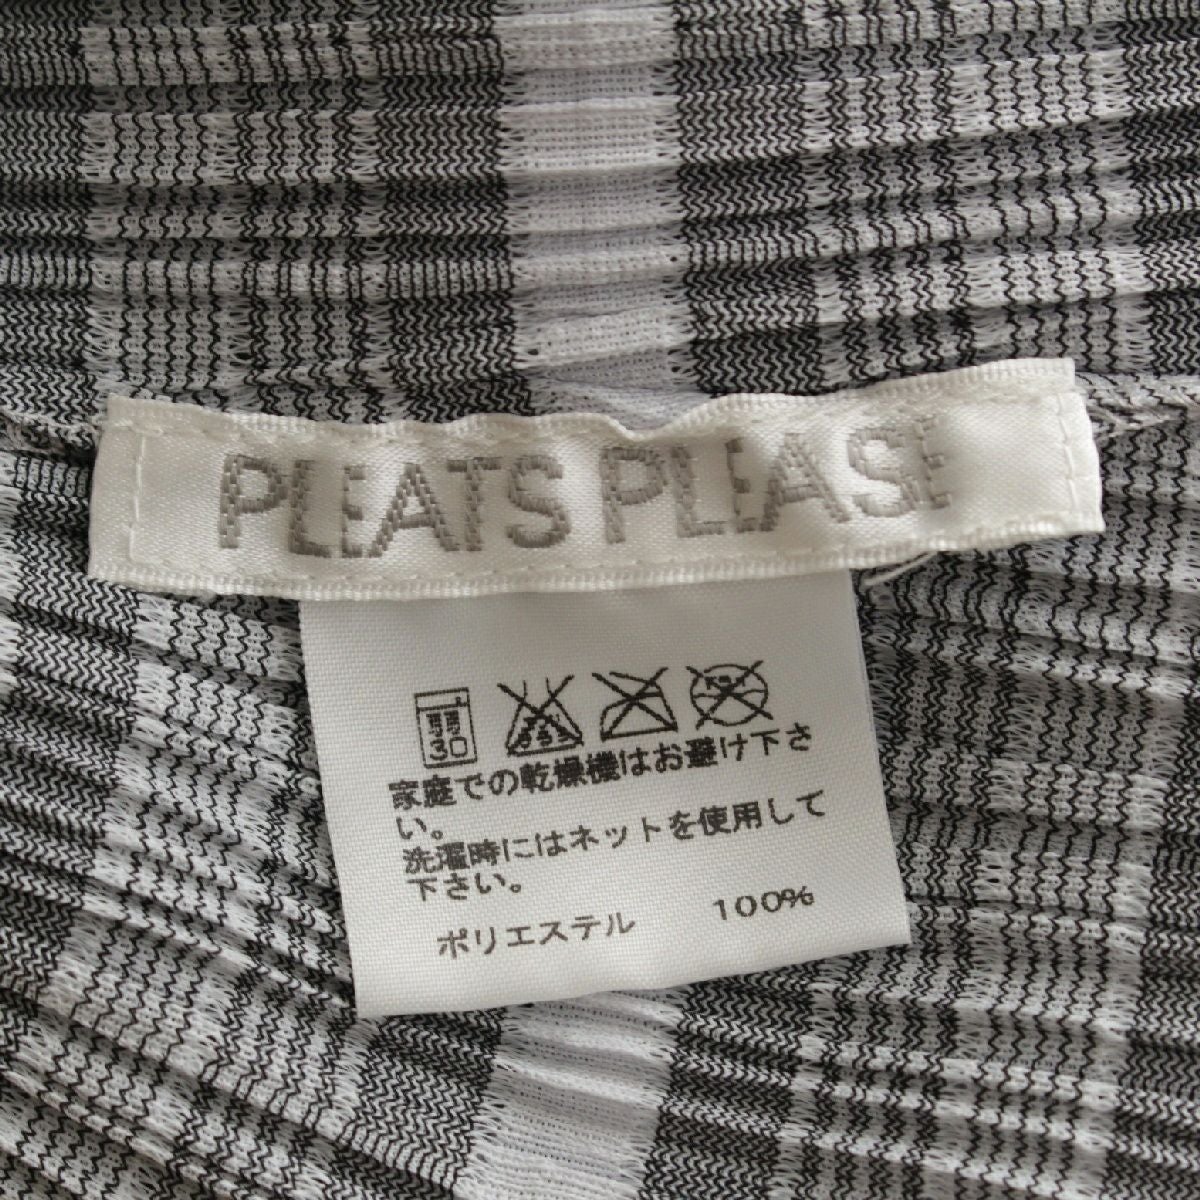 PLEATS PLEASE
弱
30
家庭での乾燥機はお避け下さ
い。
洗濯時にはネットを使用して
下さい。
ポリエステル 100%